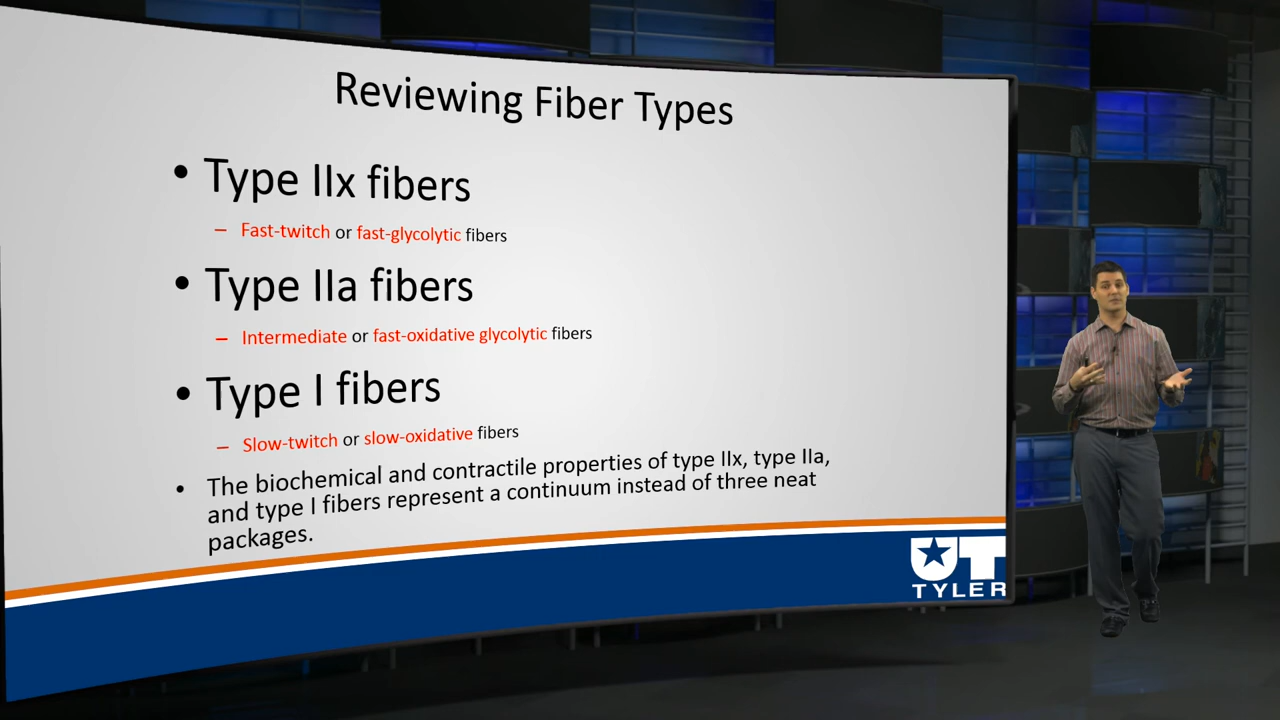 Reviewing Fiber Types
• Type IIx fibers
– Fast-twitch or fast-glycolytic fibers
• Type IIa fibers
– Intermediate or fast-oxidative glycolytic fibers
• Type I fibers
– Slow-twitch or slow-oxidative fibers
• The biochemical and contractile properties of type IIx, type IIa,
and type I fibers represent a continuum instead of three neat
packages.
UT
TYLER